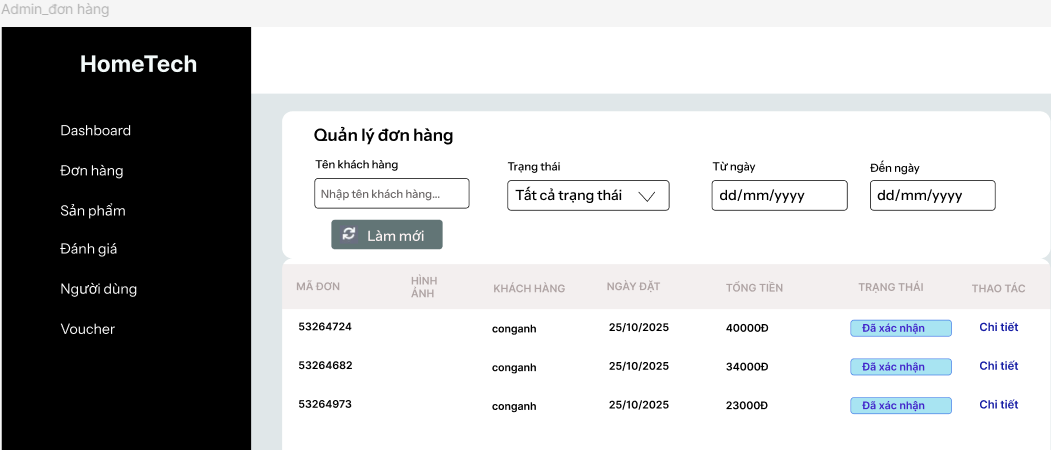 Admin_đơn hàng
HomeTech
Dashboard
Đơn hàng
Sản phẩm
Đánh giá
Người dùng
Voucher
Quản lý đơn hàng
Tên khách hàng
Trạng thái
Từ ngày
Đến ngày
Nhập tên khách hàng...
Tất cả trạng thái
dd/mm/yyyy
dd/mm/yyyy
Làm mới
MÃ ĐƠN
HÌNH
ẢNH
KHÁCH HÀNG
NGÀY ĐẶT
TỔNG TIỀN
TRẠNG THÁI
THAO TÁC
53264724 conganh 25/10/2025 40000Đ Đã xác nhận Chi tiết
53264682 conganh 25/10/2025 34000Đ Đã xác nhận Chi tiết
53264973 conganh 25/10/2025 23000Đ Đã xác nhận Chi tiết